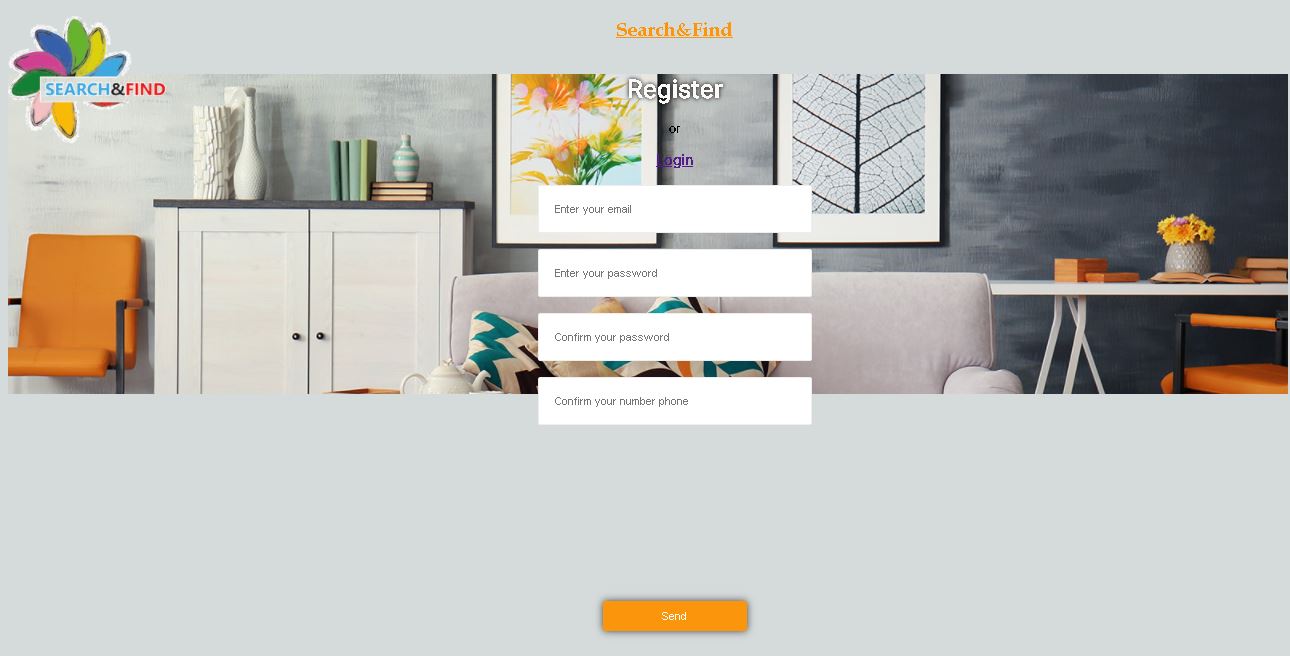 Search&Find
SEARCH&FIND
Register
or
Login
Enter your email
Enter your password
Confirm your password
Confirm your number phone
Send